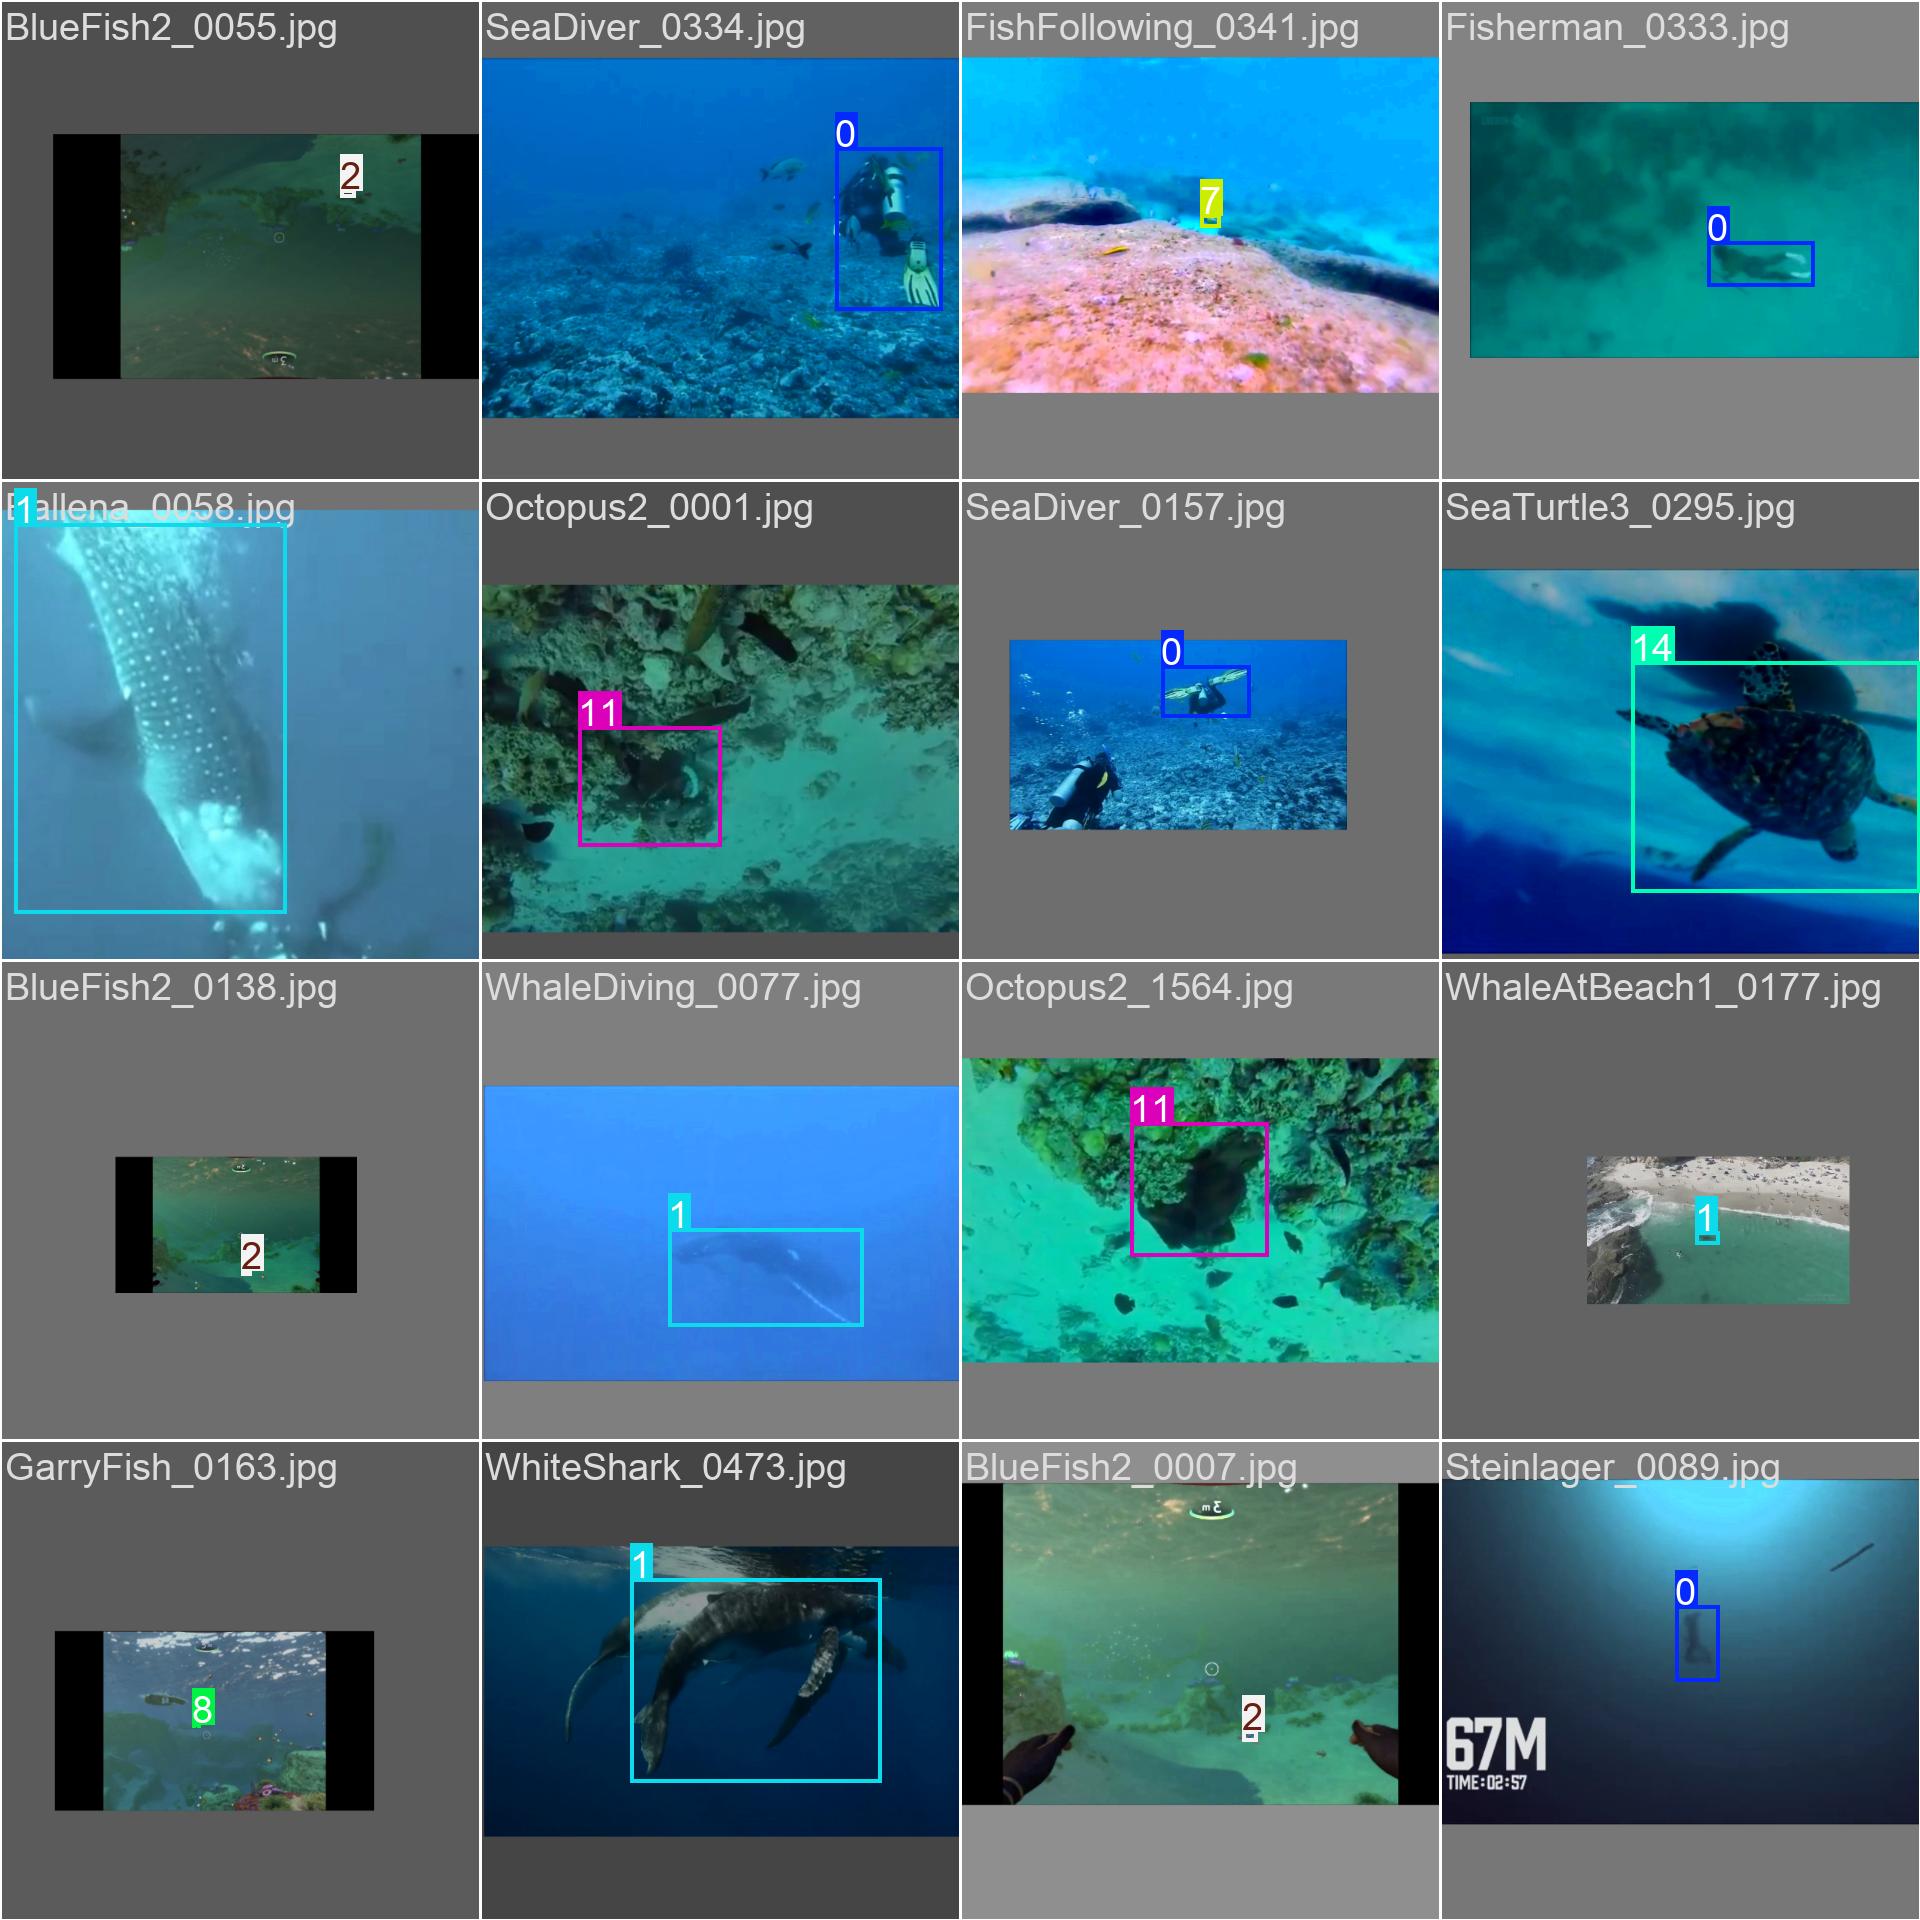 BlueFish2_0055.jpg
2
SeaDiver_0334.jpg
0
FishFollowing_0341.jpg
7
Fisherman_0333.jpg
0
Ballena_0058.jpg
1
Octopus2_0001.jpg
11
SeaDiver_0157.jpg
0
SeaTurtle3_0295.jpg
14
BlueFish2_0138.jpg
2
WhaleDiving_0077.jpg
1
Octopus2_1564.jpg
11
WhaleAtBeach1_0177.jpg
1
GarryFish_0163.jpg
8
WhiteShark_0473.jpg
1
BlueFish2_0007.jpg
3 m
2
Steinlager_0089.jpg
0
67M
TIME:02:57